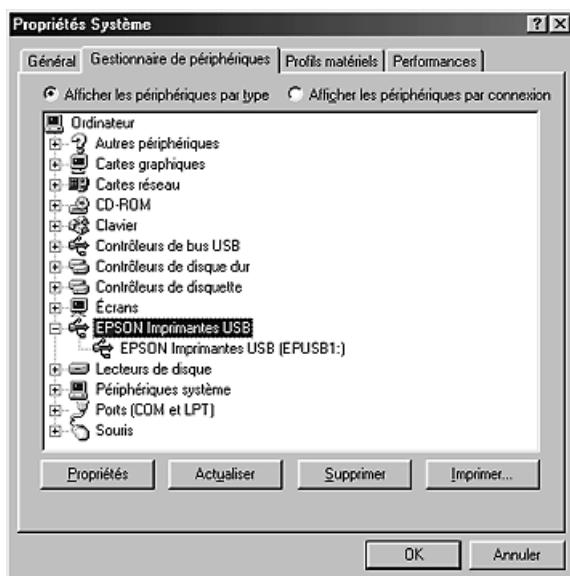 Propriétés Système
Général Gestionnaire de périphériques Profils matériels Performances
Afficher les périphériques par type Afficher les périphériques par connexion
Ordinateur
Autres périphériques
Cartes graphiques
Cartes réseau
CD-ROM
Clavier
Contrôleurs de bus USB
Contrôleurs de disque dur
Contrôleurs de disquette
Écrans
EPSON Imprimantes USB
EPSON Imprimantes USB (EPUSB1:)
Lecteurs de disque
Périphériques système
Ports (COM et LPT)
Souris
Propriétés Actualiser Supprimer Imprimer...
OK Annuler